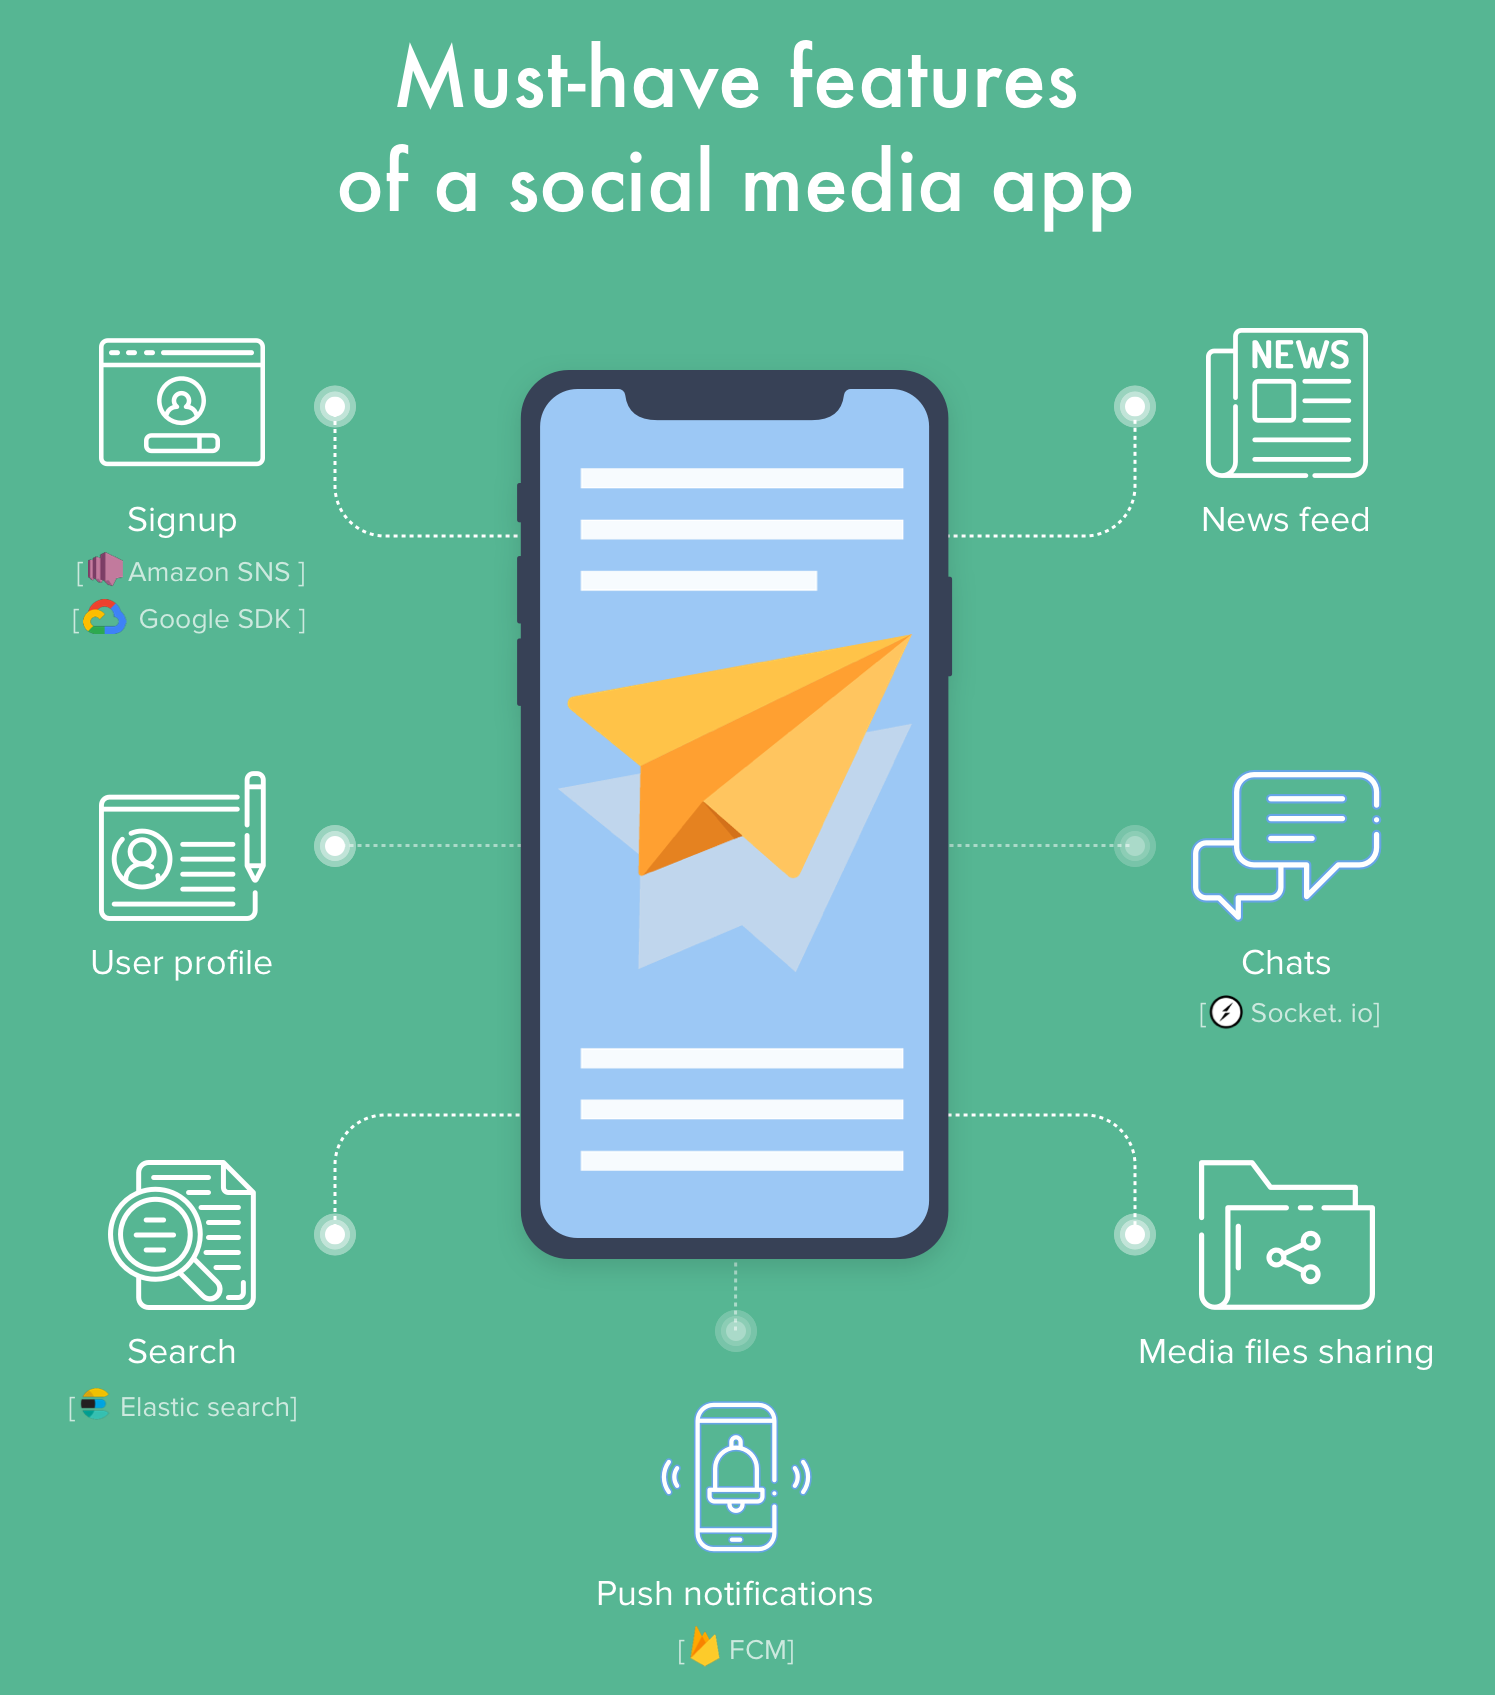 Must-have features
of a social media app
NEWS
Signup
[ Amazon SNS ]
[ Google SDK ]
News feed
User profile
Chats
[ Socket. io]
Search
[ Elastic search]
Media files sharing
Push notifications
[ FCM]